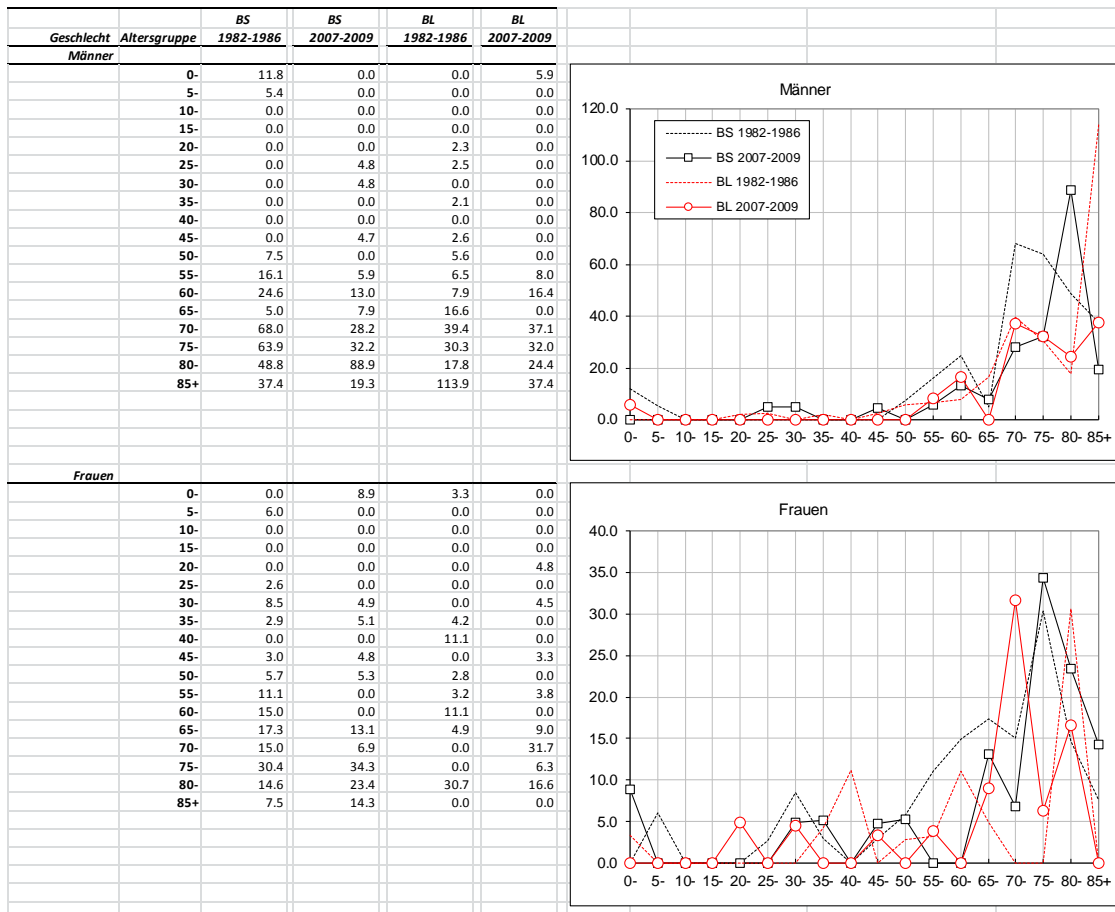 BS BS BL BL
Geschlecht Altersgruppe 1982-1986 2007-2009 1982-1986 2007-2009
Männer
0- 11.8 0.0 0.0 5.9
5- 5.4 0.0 0.0 0.0
10- 0.0 0.0 0.0 0.0
15- 0.0 0.0 0.0 0.0
20- 0.0 0.0 2.3 0.0
25- 0.0 4.8 2.5 0.0
30- 0.0 4.8 0.0 0.0
35- 0.0 0.0 2.1 0.0
40- 0.0 0.0 0.0 0.0
45- 0.0 4.7 2.6 0.0
50- 7.5 0.0 5.6 0.0
55- 16.1 5.9 6.5 8.0
60- 24.6 13.0 7.9 16.4
65- 5.0 7.9 16.6 0.0
70- 68.0 28.2 39.4 37.1
75- 63.9 32.2 30.3 32.0
80- 48.8 88.9 17.8 24.4
85+ 37.4 19.3 113.9 37.4
Männer
120.0
100.0
80.0
60.0
40.0
20.0
0.0
BS 1982-1986
BS 2007-2009
BL 1982-1986
BL 2007-2009
0- 5- 10- 15- 20- 25- 30- 35- 40- 45- 50- 55- 60- 65- 70- 75- 80- 85+
Frauen
0- 0.0 8.9 3.3 0.0
5- 6.0 0.0 0.0 0.0
10- 0.0 0.0 0.0 0.0
15- 0.0 0.0 0.0 0.0
20- 0.0 0.0 0.0 4.8
25- 2.6 0.0 0.0 0.0
30- 8.5 4.9 0.0 4.5
35- 2.9 5.1 4.2 0.0
40- 0.0 0.0 11.1 0.0
45- 3.0 4.8 0.0 3.3
50- 5.7 5.3 2.8 0.0
55- 11.1 0.0 3.2 3.8
60- 15.0 0.0 11.1 0.0
65- 17.3 13.1 4.9 9.0
70- 15.0 6.9 0.0 31.7
75- 30.4 34.3 0.0 6.3
80- 14.6 23.4 30.7 16.6
85+ 7.5 14.3 0.0 0.0
Frauen
40.0
35.0
30.0
25.0
20.0
15.0
10.0
5.0
0.0
0- 5- 10- 15- 20- 25- 30- 35- 40- 45- 50- 55- 60- 65- 70- 75- 80- 85+